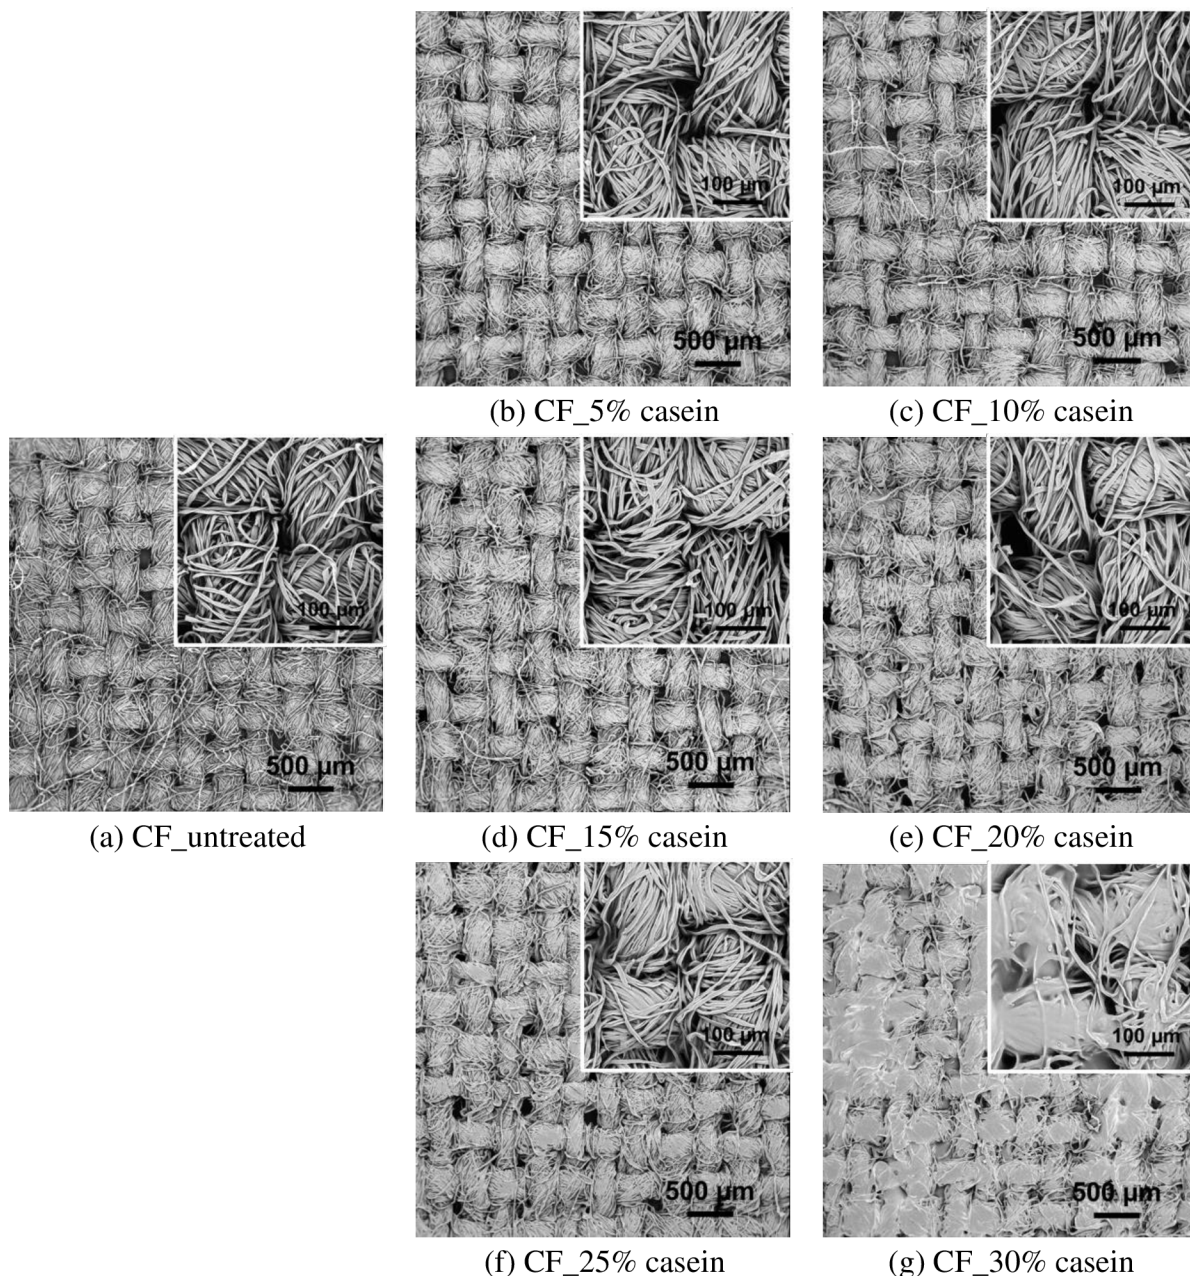 100 µm
500 µm
(b) CF_5% casein
100 µm
500 µm
(c) CF_10% casein
100 µm
500 µm
(a) CF_untreated
100 µm
500 µm
(d) CF_15% casein
100 µm
500 µm
(e) CF_20% casein
100 µm
500 µm
(f) CF_25% casein
100 µm
500 µm
(g) CF_30% casein